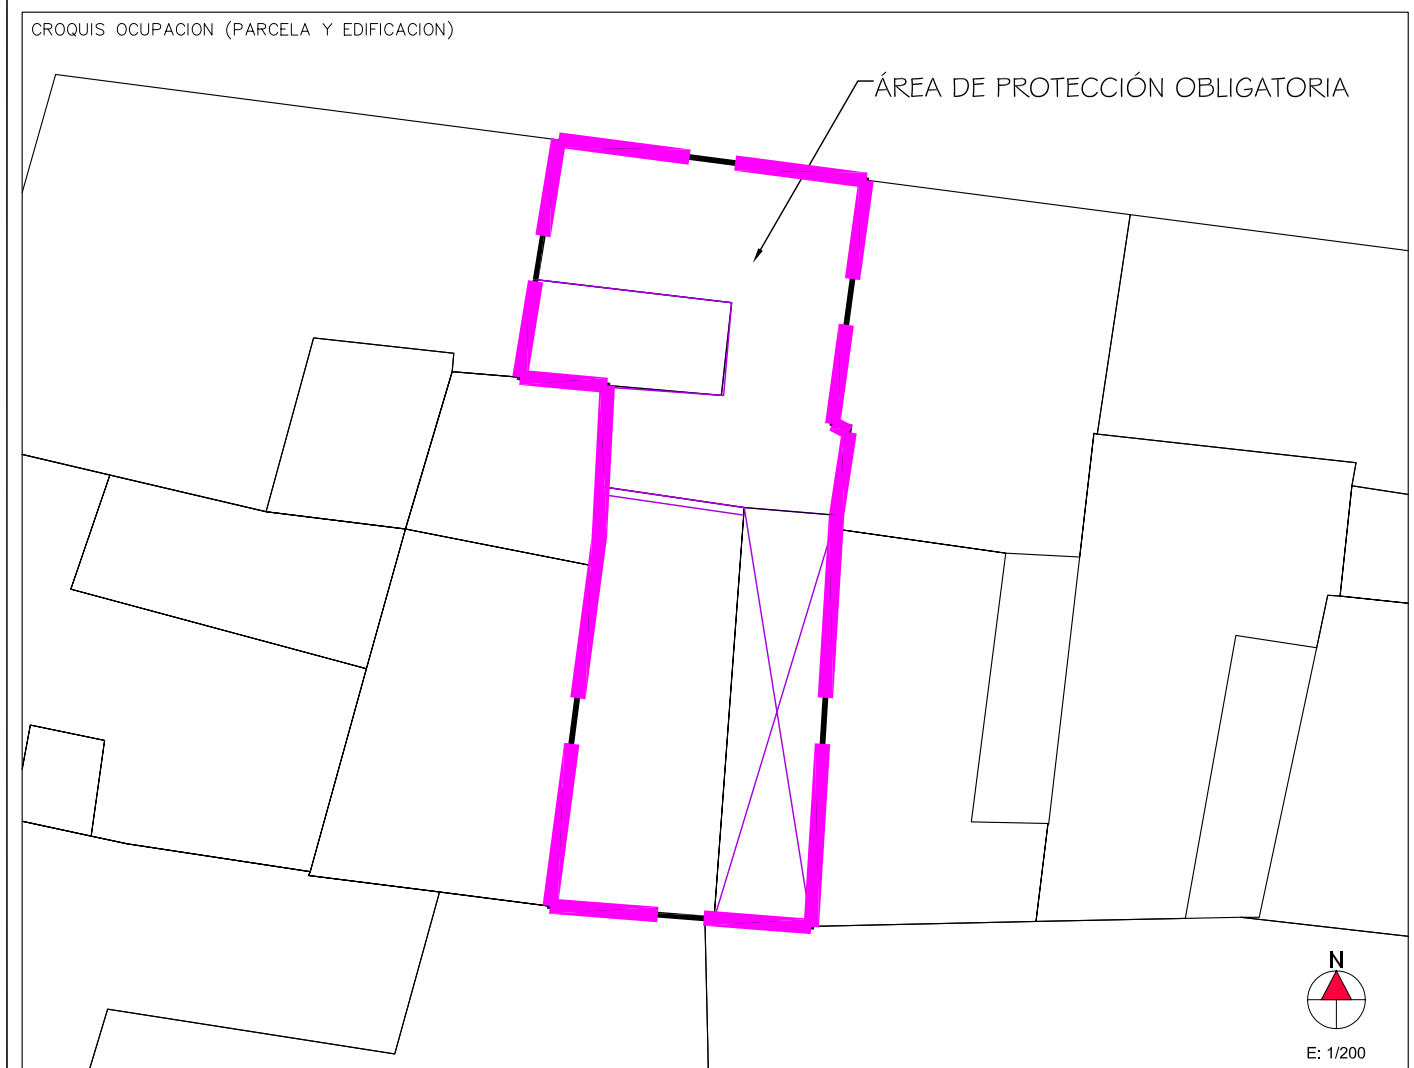 CROQUIS OCUPACION (PARCELA Y EDIFICACION)
ÁREA DE PROTECCIÓN OBLIGATORIA
N
E: 1/200